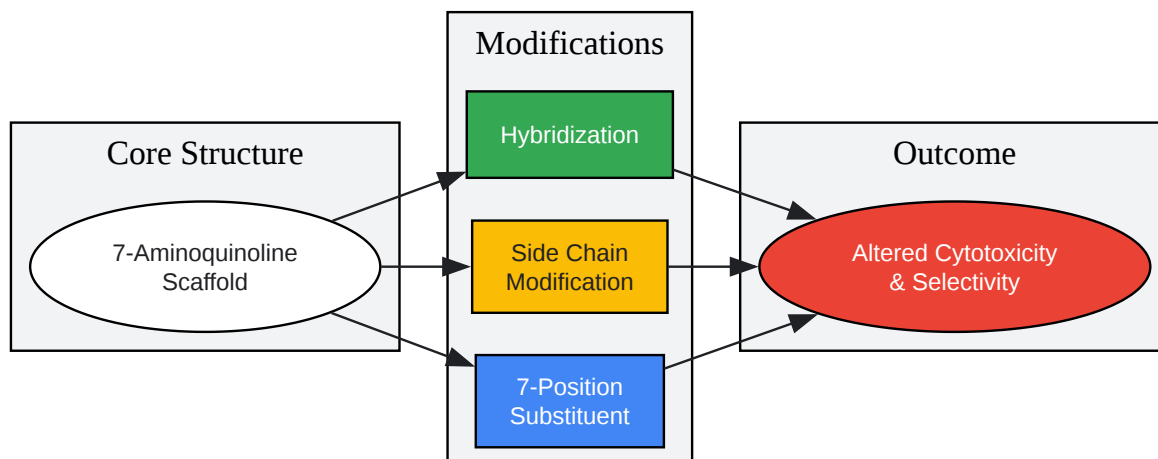 Core Structure
7-Aminoquinoline
Scaffold
Modifications
Hybridization
Side Chain
Modification
7-Position
Substituent
Outcome
Altered Cytotoxicity
& Selectivity